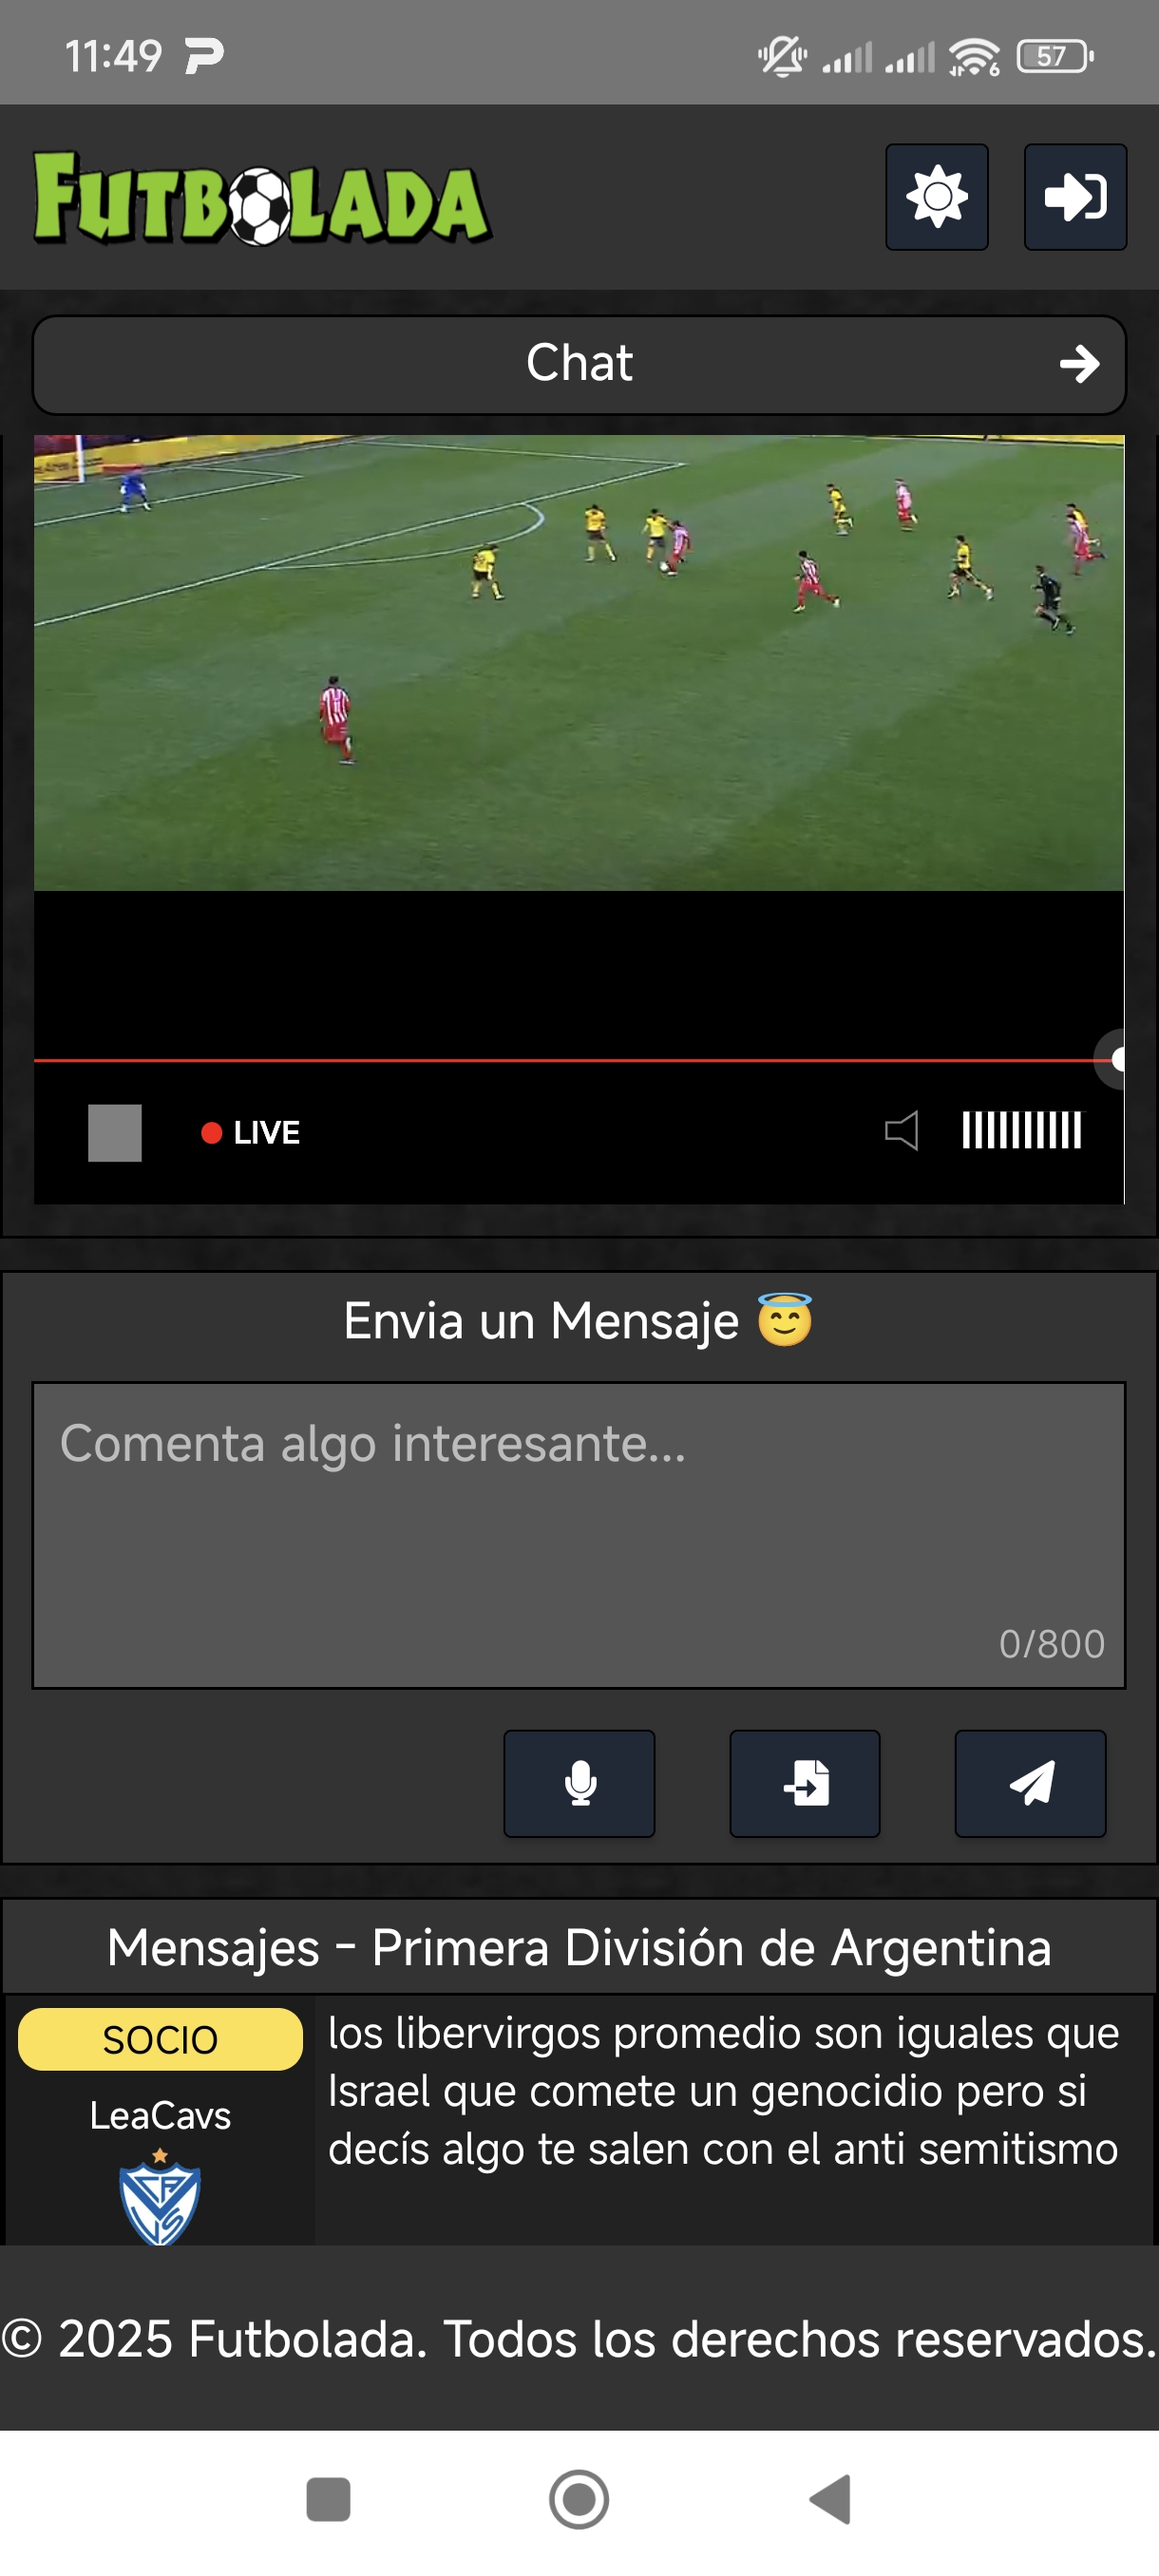 11:49
57
FUTBOLADA
Chat
LIVE
Envia un Mensaje 😇
Comenta algo interesante...
0/800
Mensajes - Primera División de Argentina
SOCIO
LeaCavs
los libervirgos promedio son iguales que
Israel que comete un genocidio pero si
decís algo te salen con el anti semitismo
© 2025 Futbolada. Todos los derechos reservados.